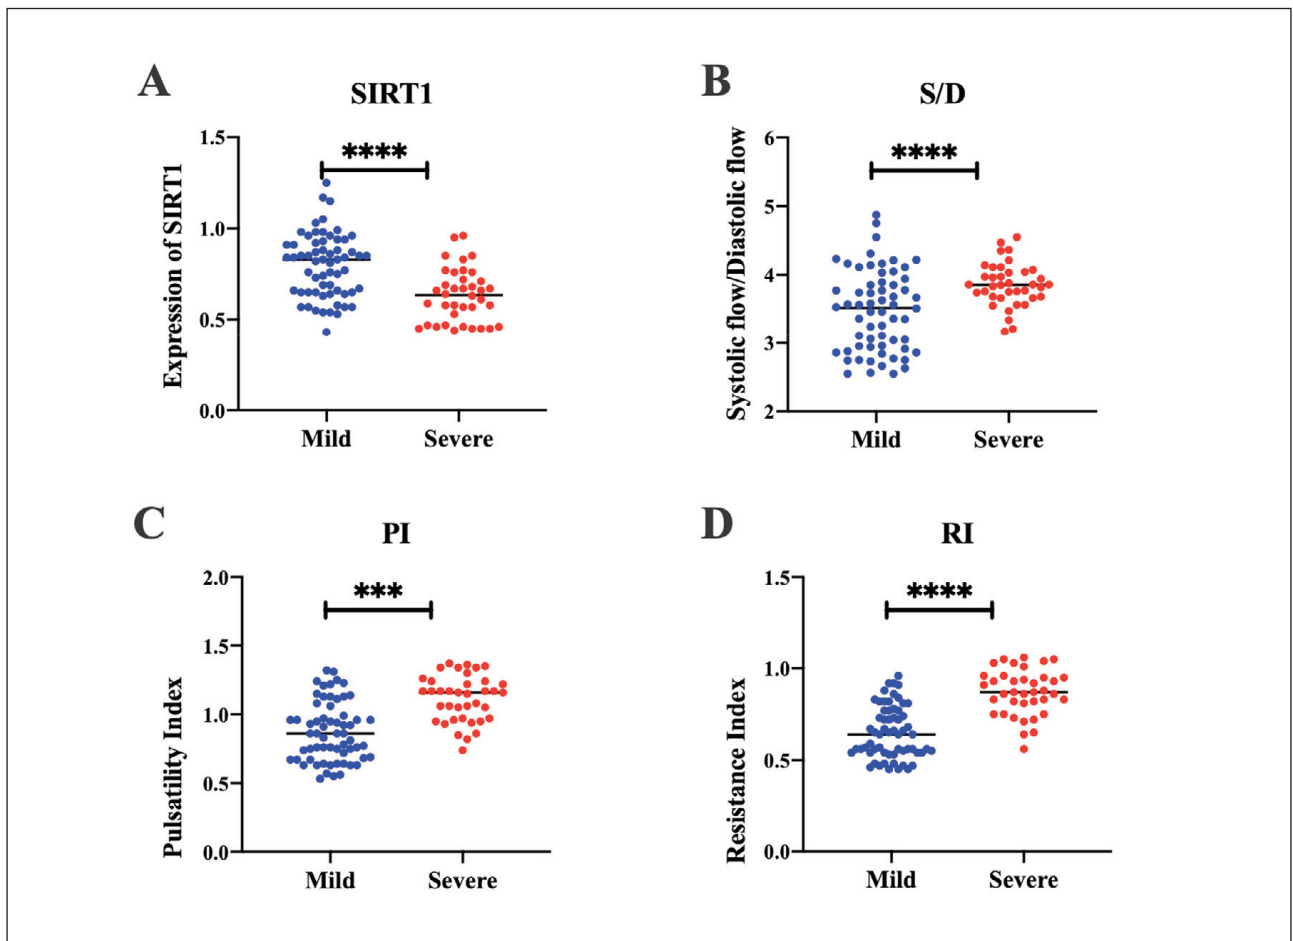 A
SIRT1
Expression of SIRT1
1.5
1.0
0.5
0.0
****
Mild Severe
B
S/D
Systolic flow/Diastolic flow
6
5
4
3
2
****
Mild Severe
C
PI
Pulsatility Index
2.0
1.5
1.0
0.5
0.0
***
Mild Severe
D
RI
Resistance Index
1.5
1.0
0.5
0.0
****
Mild Severe